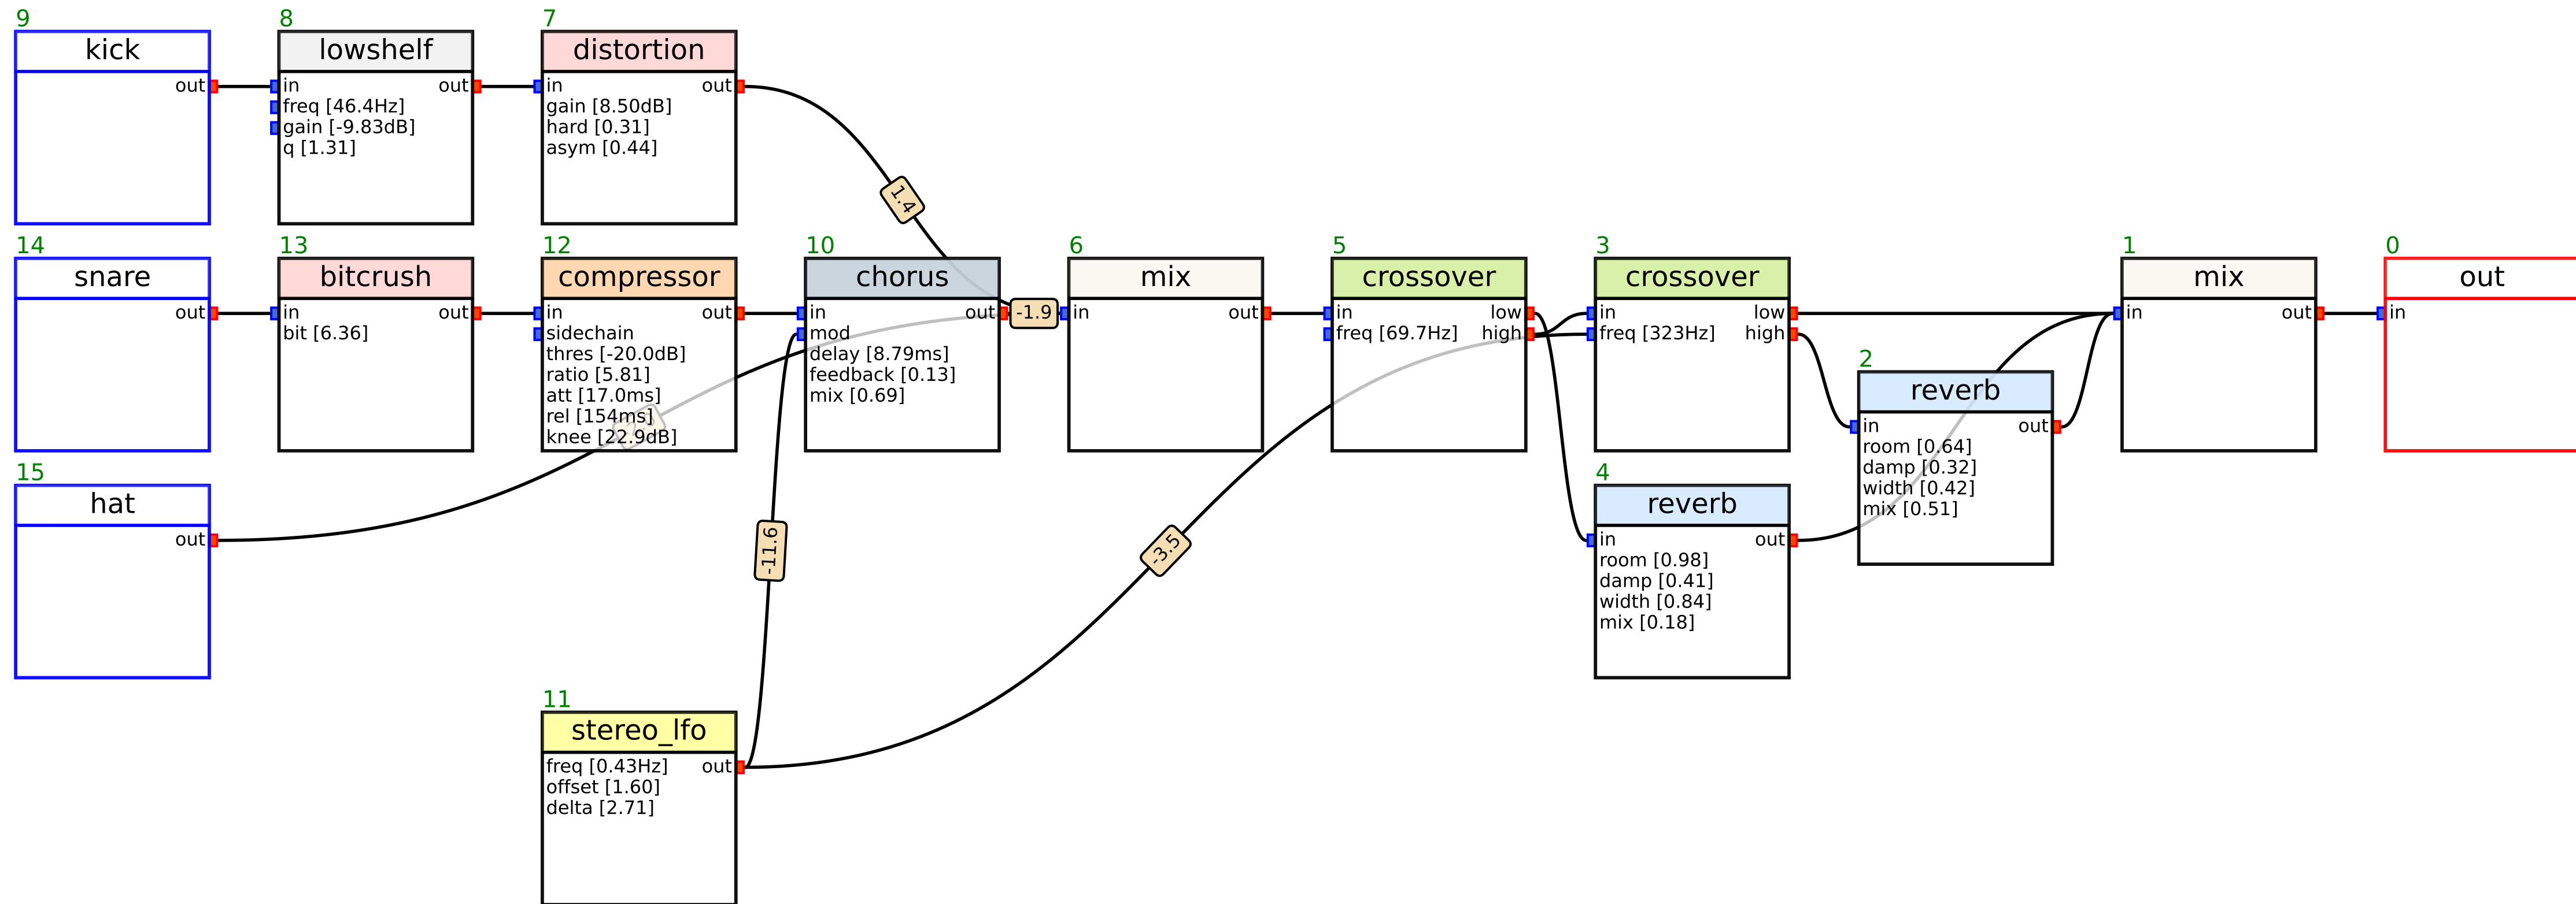 9
kick
out
8
lowshelf
in out
freq [46.4Hz]
gain [-9.83dB]
q [1.31]
7
distortion
in out
gain [8.50dB]
hard [0.31]
asym [0.44]
1.4
14
snare
out
13
bitcrush
in out
bit [6.36]
12
compressor
in out
sidechain
thres [-20.0dB]
ratio [5.81]
att [17.0ms]
rel [154ms]
knee [22.9dB]
10
chorus
in out
mod
delay [8.79ms]
feedback [0.13]
mix [0.69]
-1.9
6
mix
in out
5
crossover
in low
freq [69.7Hz] high
3
crossover
in low
freq [323Hz] high
2
reverb
in out
room [0.64]
damp [0.32]
width [0.42]
mix [0.51]
1
mix
in out
0
out
in
15
hat
out
-11.6
-3.5
4
reverb
in out
room [0.98]
damp [0.41]
width [0.84]
mix [0.18]
11
stereo_lfo
freq [0.43Hz] out
offset [1.60]
delta [2.71]